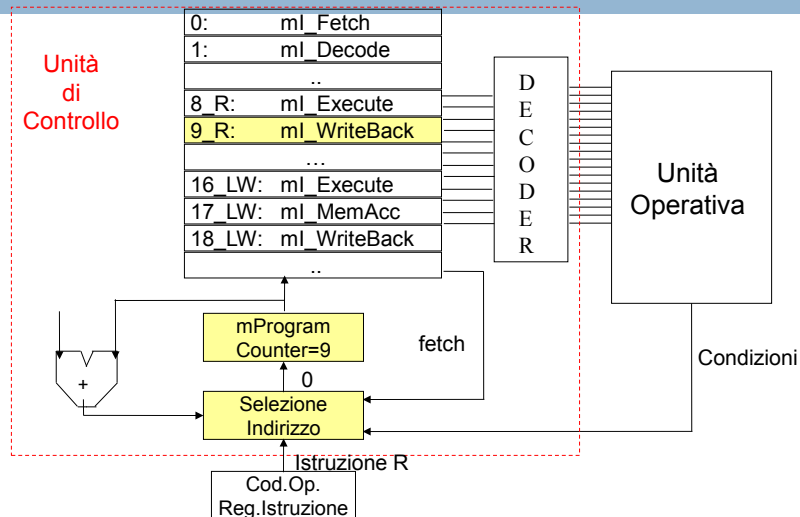 0: mI_Fetch
1: mI_Decode
..
8_R: mI_Execute
9_R: mI_WriteBack
...
16_LW: mI_Execute
17_LW: mI_MemAcc
18_LW: mI_WriteBack
..
Unità
di
Controllo
D
E
C
O
D
E
R
Unità
Operativa
mProgram
Counter=9
fetch
Condizioni
+
0
Selezione
Indirizzo
Istruzione R
Cod.Op.
Reg.Istruzione